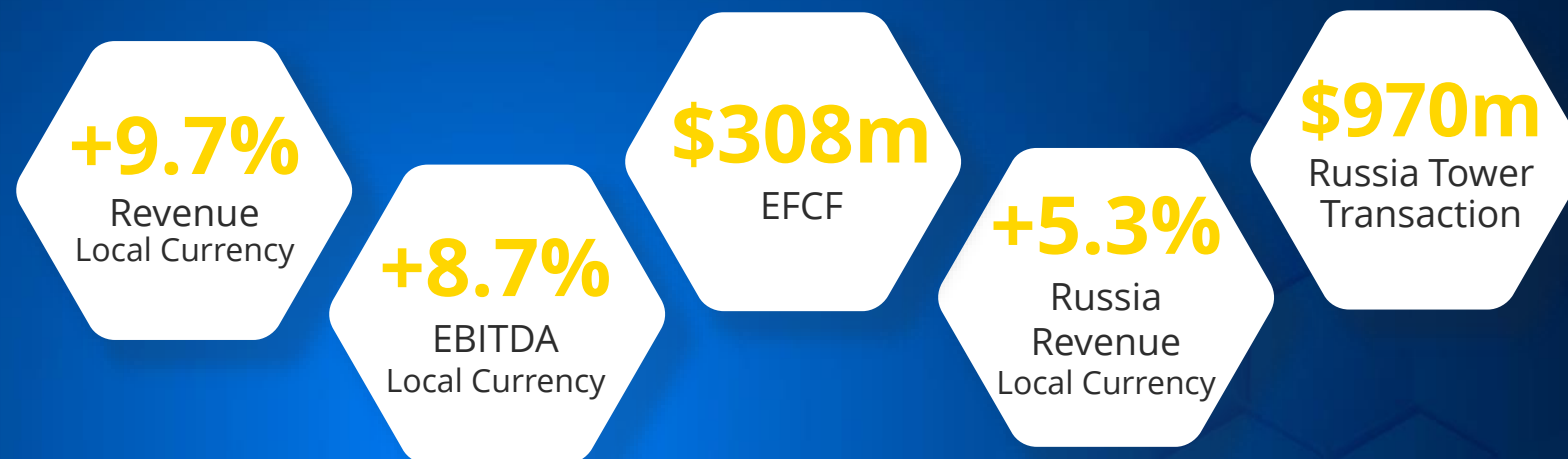 +9.7%
Revenue
Local Currency
+8.7%
EBITDA
Local Currency
$308m
EFCF
+5.3%
Russia
Revenue
Local Currency
$970m
Russia Tower
Transaction